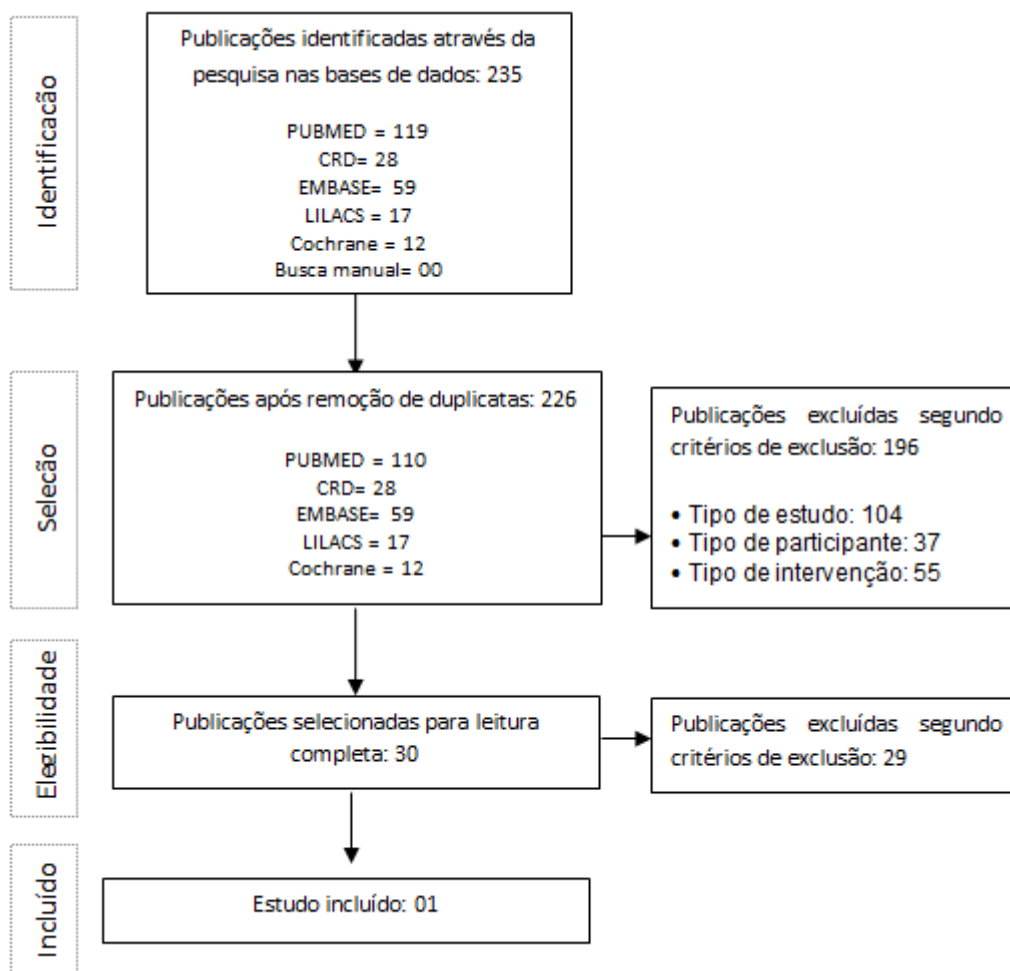 Identificação
Publicações identificadas através da
pesquisa nas bases de dados: 235
PUBMED = 119
CRD= 28
EMBASE= 59
LILACS = 17
Cochrane = 12
Busca manual= 00
Seleção
Publicações após remoção de duplicatas: 226
PUBMED = 110
CRD= 28
EMBASE= 59
LILACS = 17
Cochrane = 12
Publicações excluídas segundo
critérios de exclusão: 196
• Tipo de estudo: 104
• Tipo de participante: 37
• Tipo de intervenção: 55
Elegibilidade
Publicações selecionadas para leitura
completa: 30
Publicações excluídas segundo
critérios de exclusão: 29
Incluído
Estudo incluído: 01